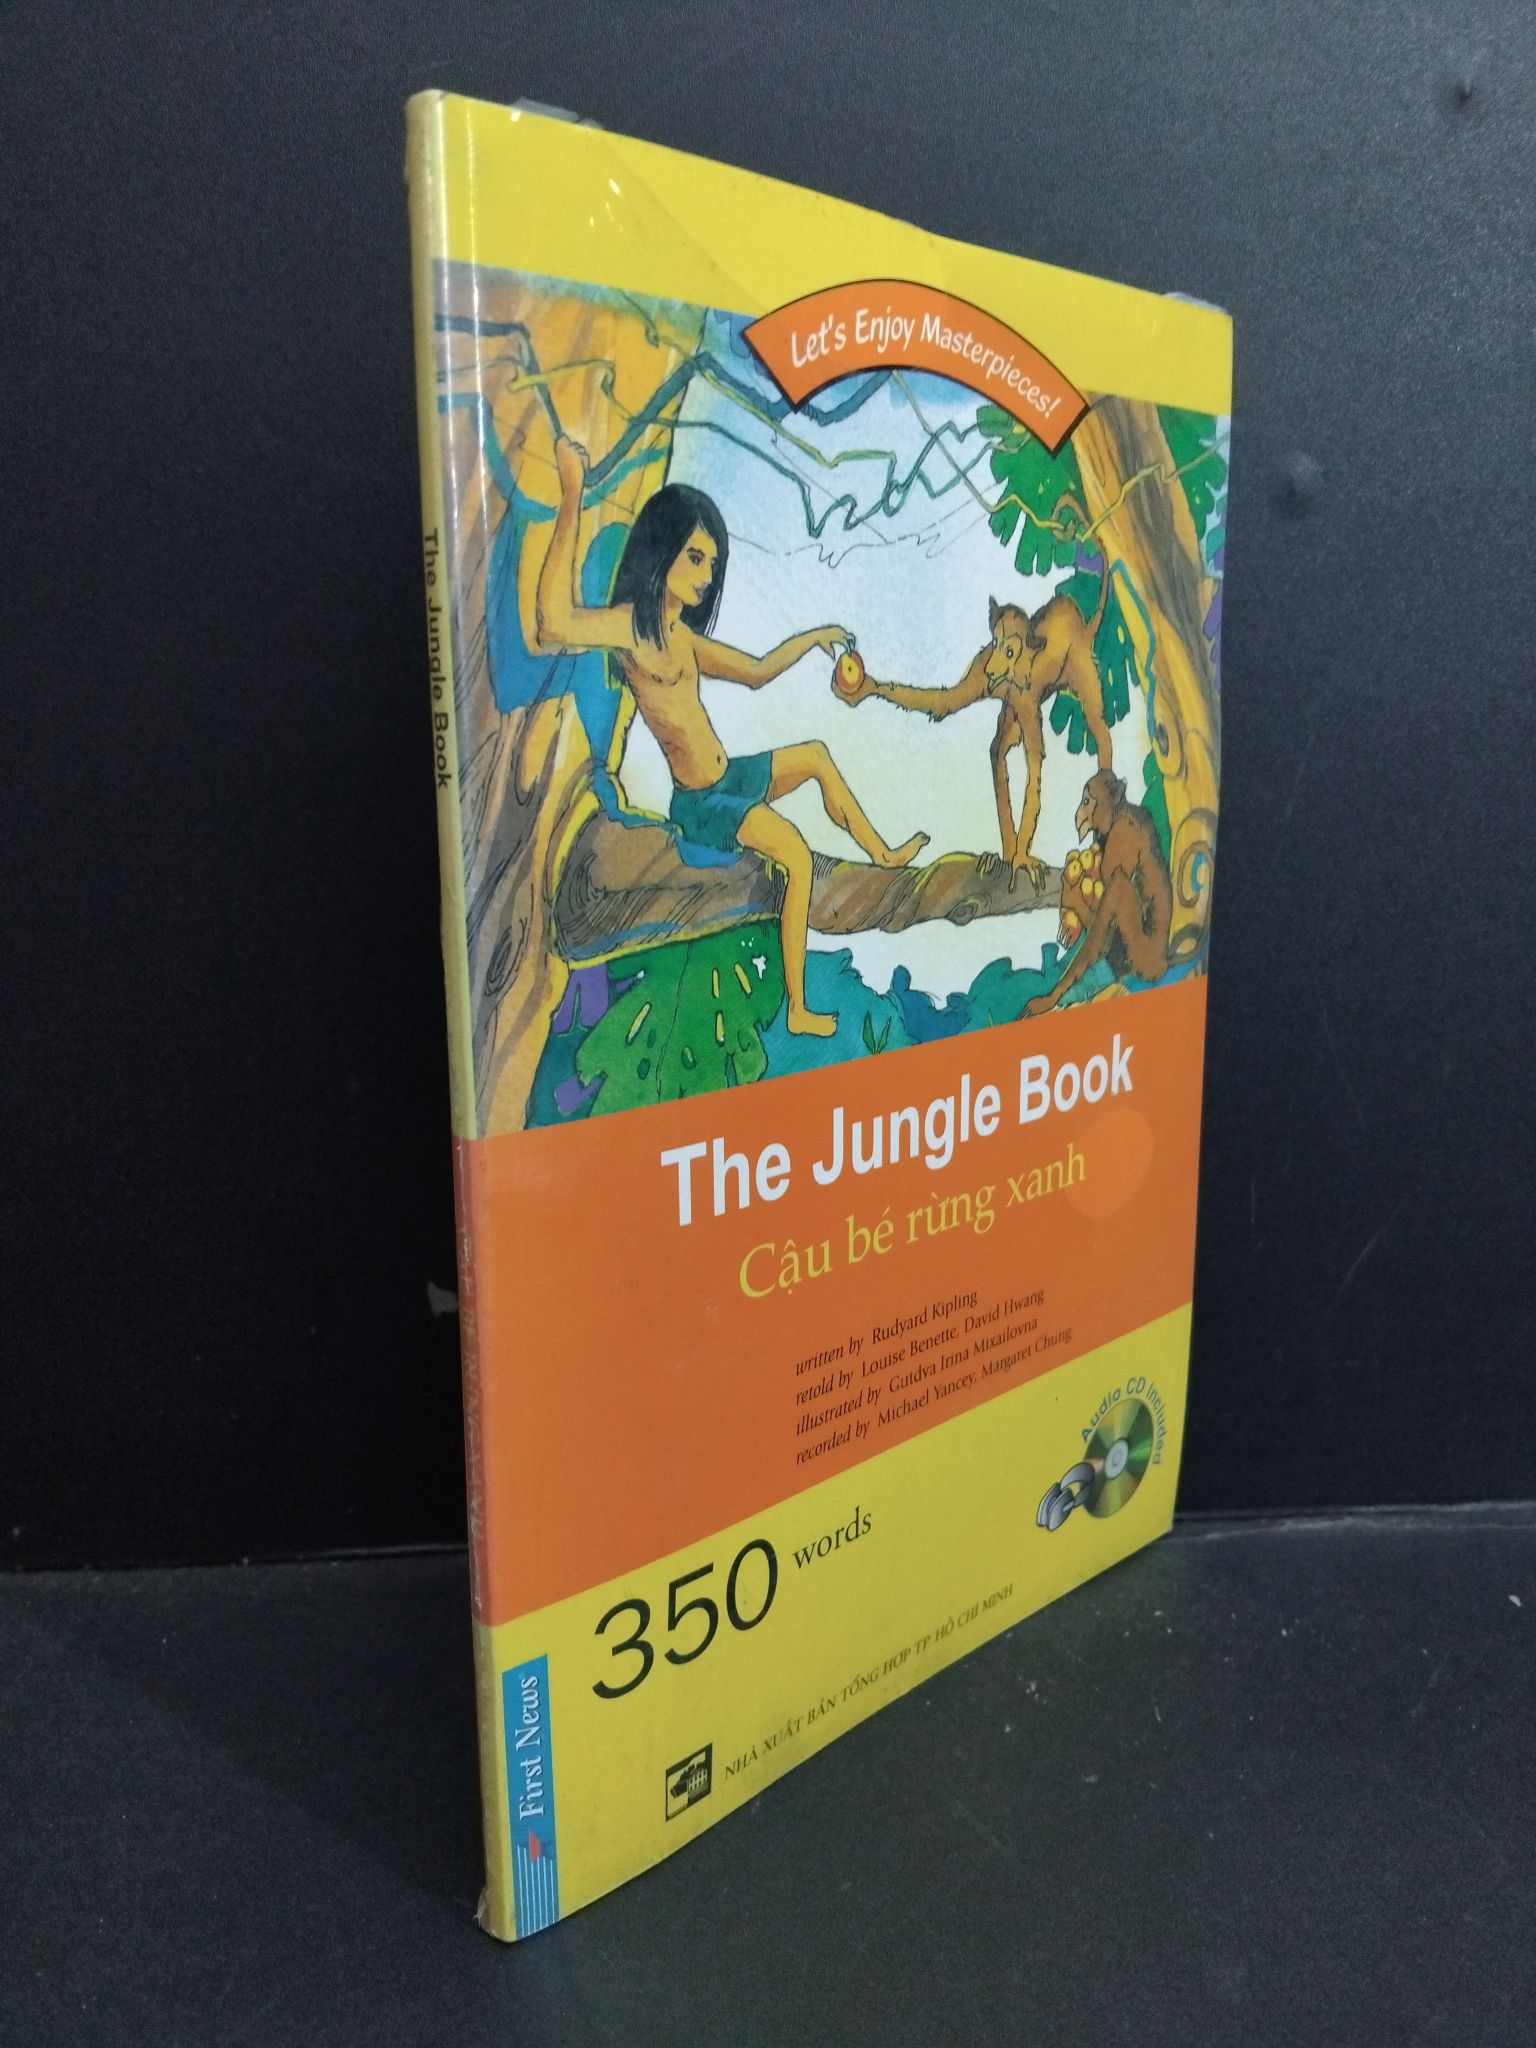 Let's Enjoy Masterpieces!
The Jungle Book
The Jungle Book
Cậu bé rừng xanh
written by Rudyard Kipling
retold by Louise Benette, David Hwang
illustrated by Gutdva Irina Mixailovna
recorded by Michael Yancey, Margaret Chung
Audio CD Included
350 words
First News
NHÀ XUẤT BẢN TỔNG HỢP TP. HỒ CHÍ MINH